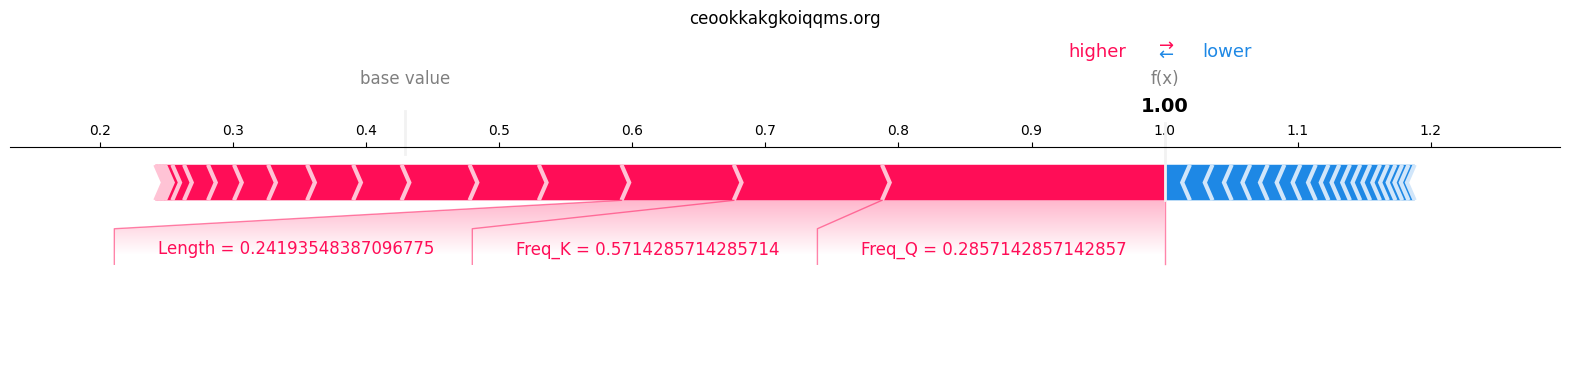 ceookkakgkoiqqms.org
higher ⇄ lower
base value f(x)
1.00
0.2 0.3 0.4 0.5 0.6 0.7 0.8 0.9 1.0 1.1 1.2
Length = 0.24193548387096775 Freq_K = 0.5714285714285714 Freq_Q = 0.2857142857142857